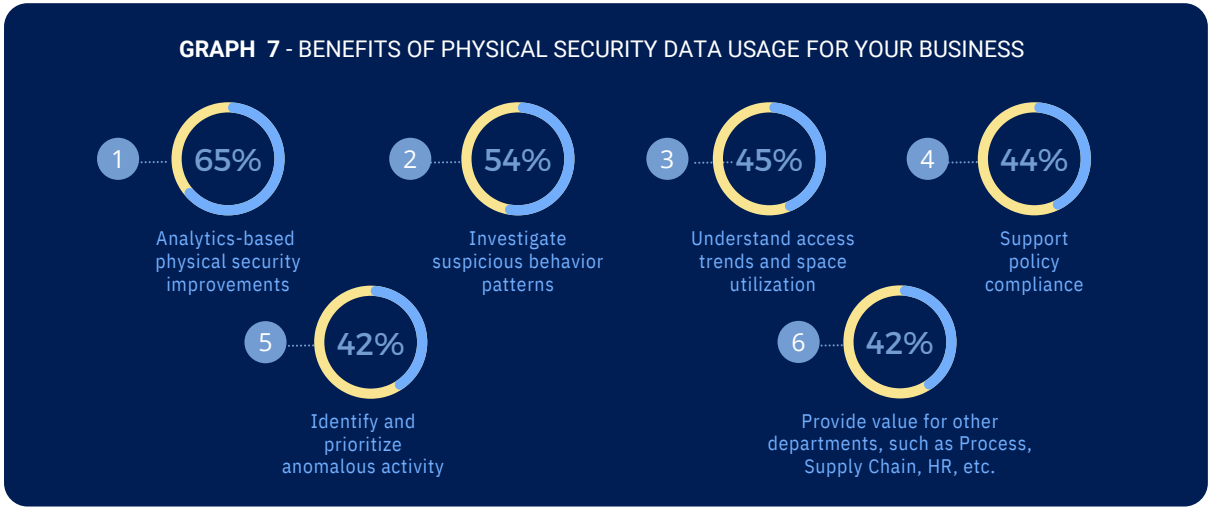 GRAPH 7 - BENEFITS OF PHYSICAL SECURITY DATA USAGE FOR YOUR BUSINESS
1
65%
Analytics-based
physical security
improvements
2
54%
Investigate
suspicious behavior
patterns
3
45%
Understand access
trends and space
utilization
4
44%
Support
policy
compliance
5
42%
Identify and
prioritize
anomalous activity
6
42%
Provide value for other
departments, such as Process,
Supply Chain, HR, etc.